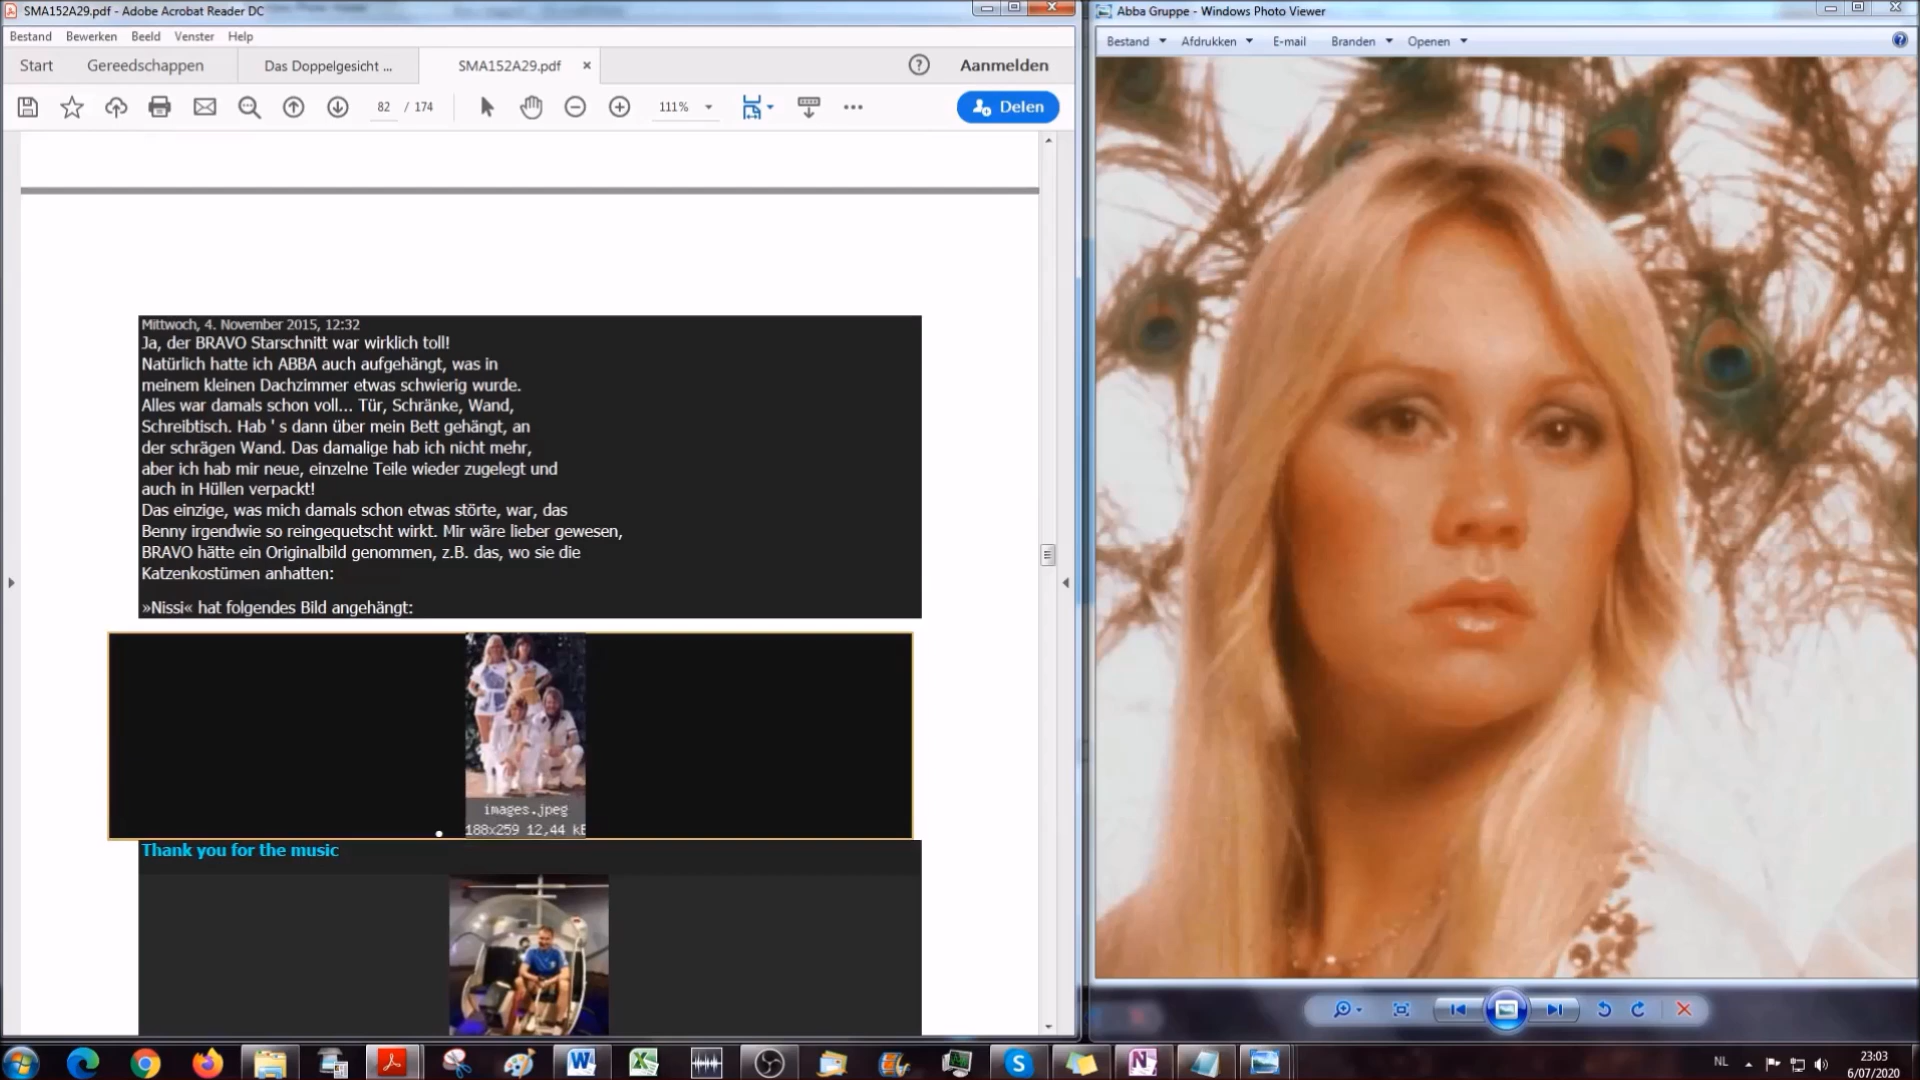 SMA152A29.pdf - Adobe Acrobat Reader DC
Bestand Bewerken Beeld Venster Help
Start Gereedschappen Das Doppelgesicht ... SMA152A29.pdf × Aanmelden
82 / 174 111% Delen
Mittwoch, 4. November 2015, 12:32
Ja, der BRAVO Starschnitt war wirklich toll!
Natürlich hatte ich ABBA auch aufgehängt, was in
meinem kleinen Dachzimmer etwas schwierig wurde.
Alles war damals schon voll... Tür, Schränke, Wand,
Schreibtisch. Hab ' s dann über mein Bett gehängt, an
der schrägen Wand. Das damalige hab ich nicht mehr,
aber ich hab mir neue, einzelne Teile wieder zugelegt und
auch in Hüllen verpackt!
Das einzige, was mich damals schon etwas störte, war, das
Benny irgendwie so reingequetscht wirkt. Mir wäre lieber gewesen,
BRAVO hätte ein Originalbild genommen, z.B. das, wo sie die
Katzenkostümen anhatten:
»Nissi« hat folgendes Bild angehängt:
images.jpeg
188x259 12,44 kB
Thank you for the music
Abba Gruppe - Windows Photo Viewer
Bestand Afdrukken E-mail Branden Openen
NL
23:03
6/07/2020